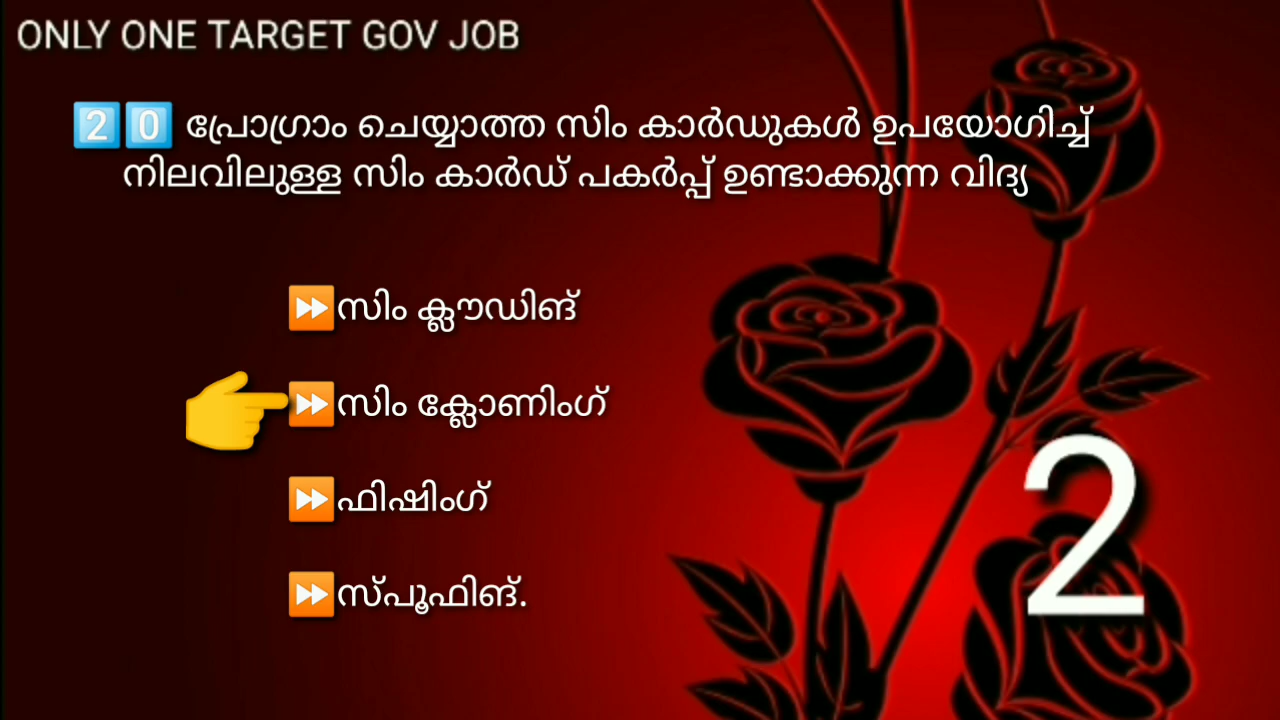 ONLY ONE TARGET GOV JOB
2️⃣0️⃣ പ്രോഗ്രാം ചെയ്യാത്ത സിം കാർഡുകൾ ഉപയോഗിച്ച്
നിലവിലുള്ള സിം കാർഡ് പകർപ്പ് ഉണ്ടാക്കുന്ന വിദ്യ
⏩സിം ക്ലൗഡിങ്
👉⏩സിം ക്ലോണിംഗ്
⏩ഫിഷിംഗ്
⏩സ്പൂഫിങ്.
2